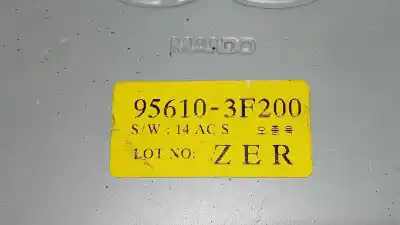 MANDO
95610-3F200
S/W : 14 AC S 오종욱
LOT NO: ZER